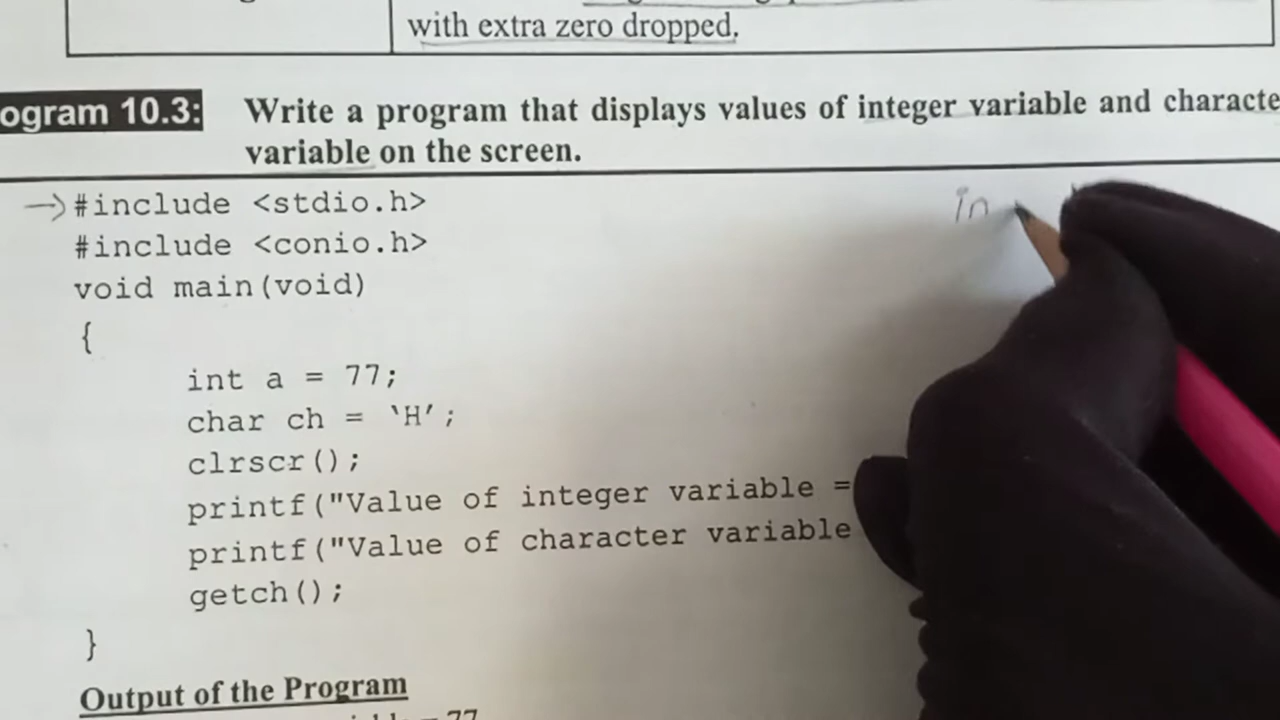 with extra zero dropped.
ogram 10.3: Write a program that displays values of integer variable and characte
variable on the screen.
#include <stdio.h>
#include <conio.h>
void main(void)
{
int a = 77;
char ch = ‘H’;
clrscr();
printf("Value of integer variable =
printf("Value of character variable
getch();
}
Output of the Program
= 77
In